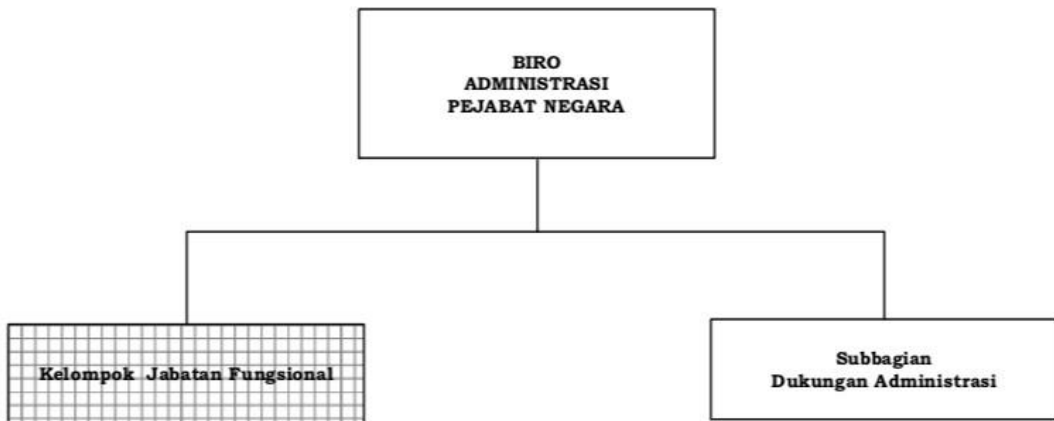 BIRO
ADMINISTRASI
PEJABAT NEGARA
Kelompok Jabatan Fungsional
Subbagian
Dukungan Administrasi